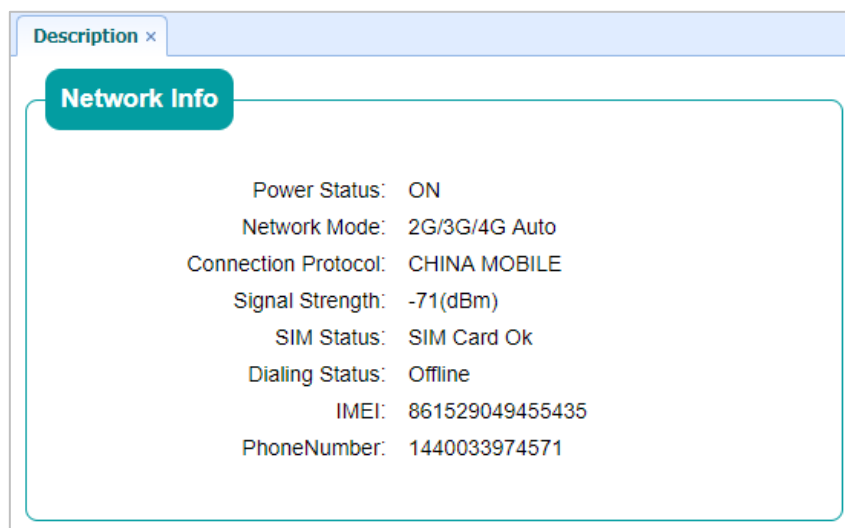 Description ×
Network Info
Power Status: ON
Network Mode: 2G/3G/4G Auto
Connection Protocol: CHINA MOBILE
Signal Strength: -71(dBm)
SIM Status: SIM Card Ok
Dialing Status: Offline
IMEI: 861529049455435
PhoneNumber: 1440033974571